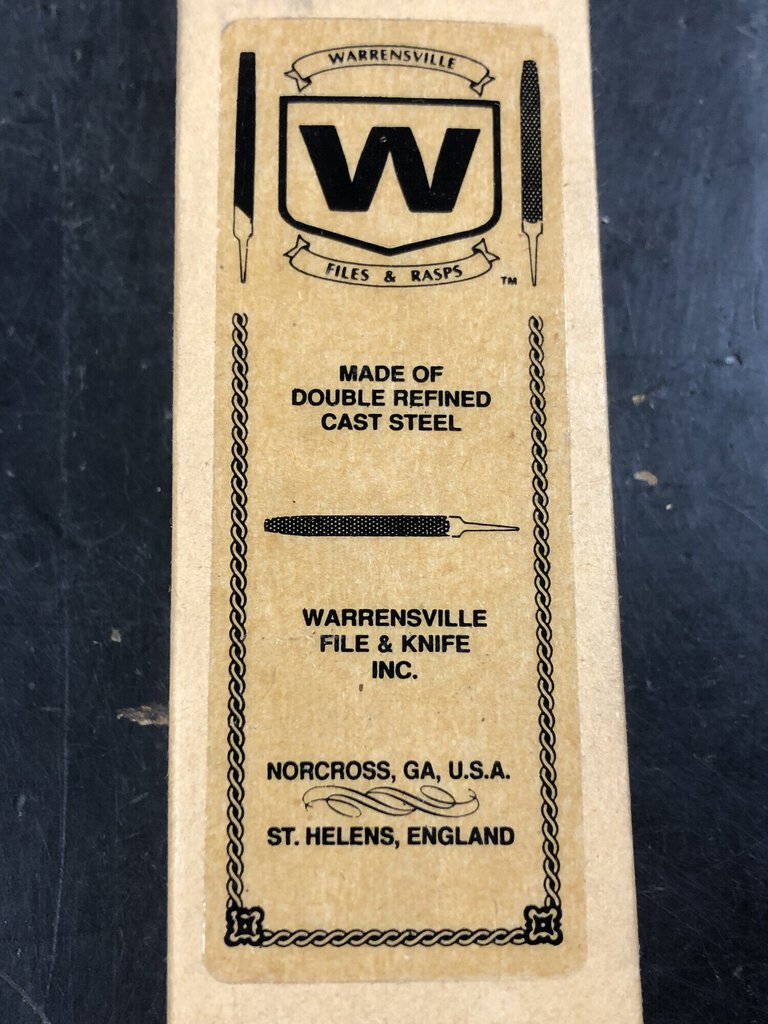 WARRENSVILLE
W
FILES & RASPS
TM
MADE OF
DOUBLE REFINED
CAST STEEL
WARRENSVILLE
FILE & KNIFE
INC.
NORCROSS, GA, U.S.A.
ST. HELENS, ENGLAND